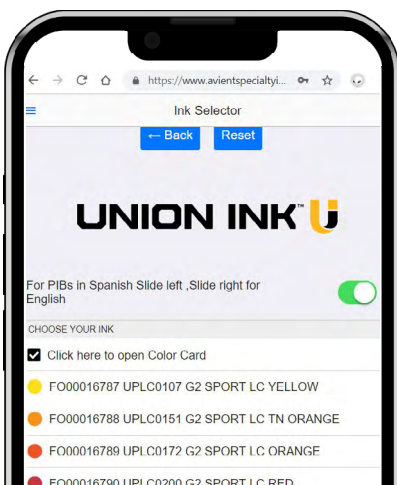 https://www.avientspecialtyi...
Ink Selector
← Back Reset
UNION INK™
For PIBs in Spanish Slide left ,Slide right for
English
CHOOSE YOUR INK
Click here to open Color Card
FO00016787 UPLC0107 G2 SPORT LC YELLOW
FO00016788 UPLC0151 G2 SPORT LC TN ORANGE
FO00016789 UPLC0172 G2 SPORT LC ORANGE
FO00016790 UPLC0200 G2 SPORT LC RED